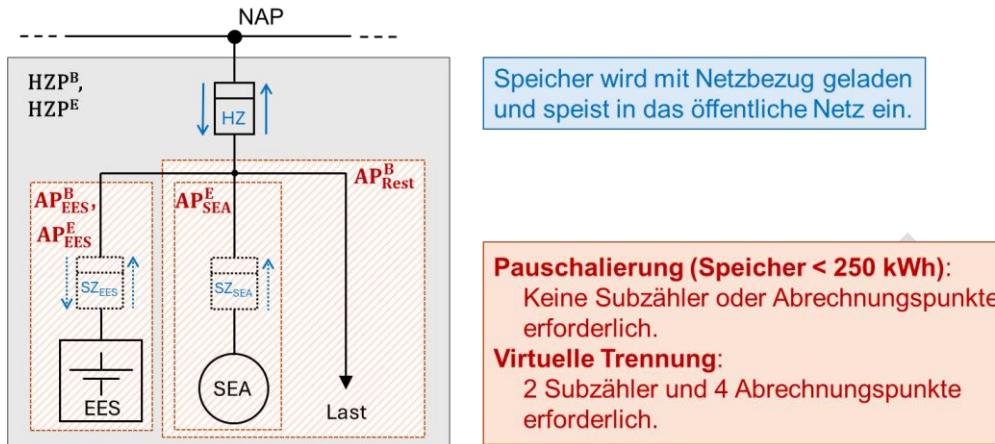 NAP
HZP^B,
HZP^E
HZ
AP^B_Rest
AP^B_EES,
AP^E_EES
AP^E_SEA
SZ_EES
SZ_SEA
EES
SEA
Last
Speicher wird mit Netzbezug geladen
und speist in das öffentliche Netz ein.
Pauschalierung (Speicher < 250 kWh):
Keine Subzähler oder Abrechnungspunkte
erforderlich.
Virtuelle Trennung:
2 Subzähler und 4 Abrechnungspunkte
erforderlich.